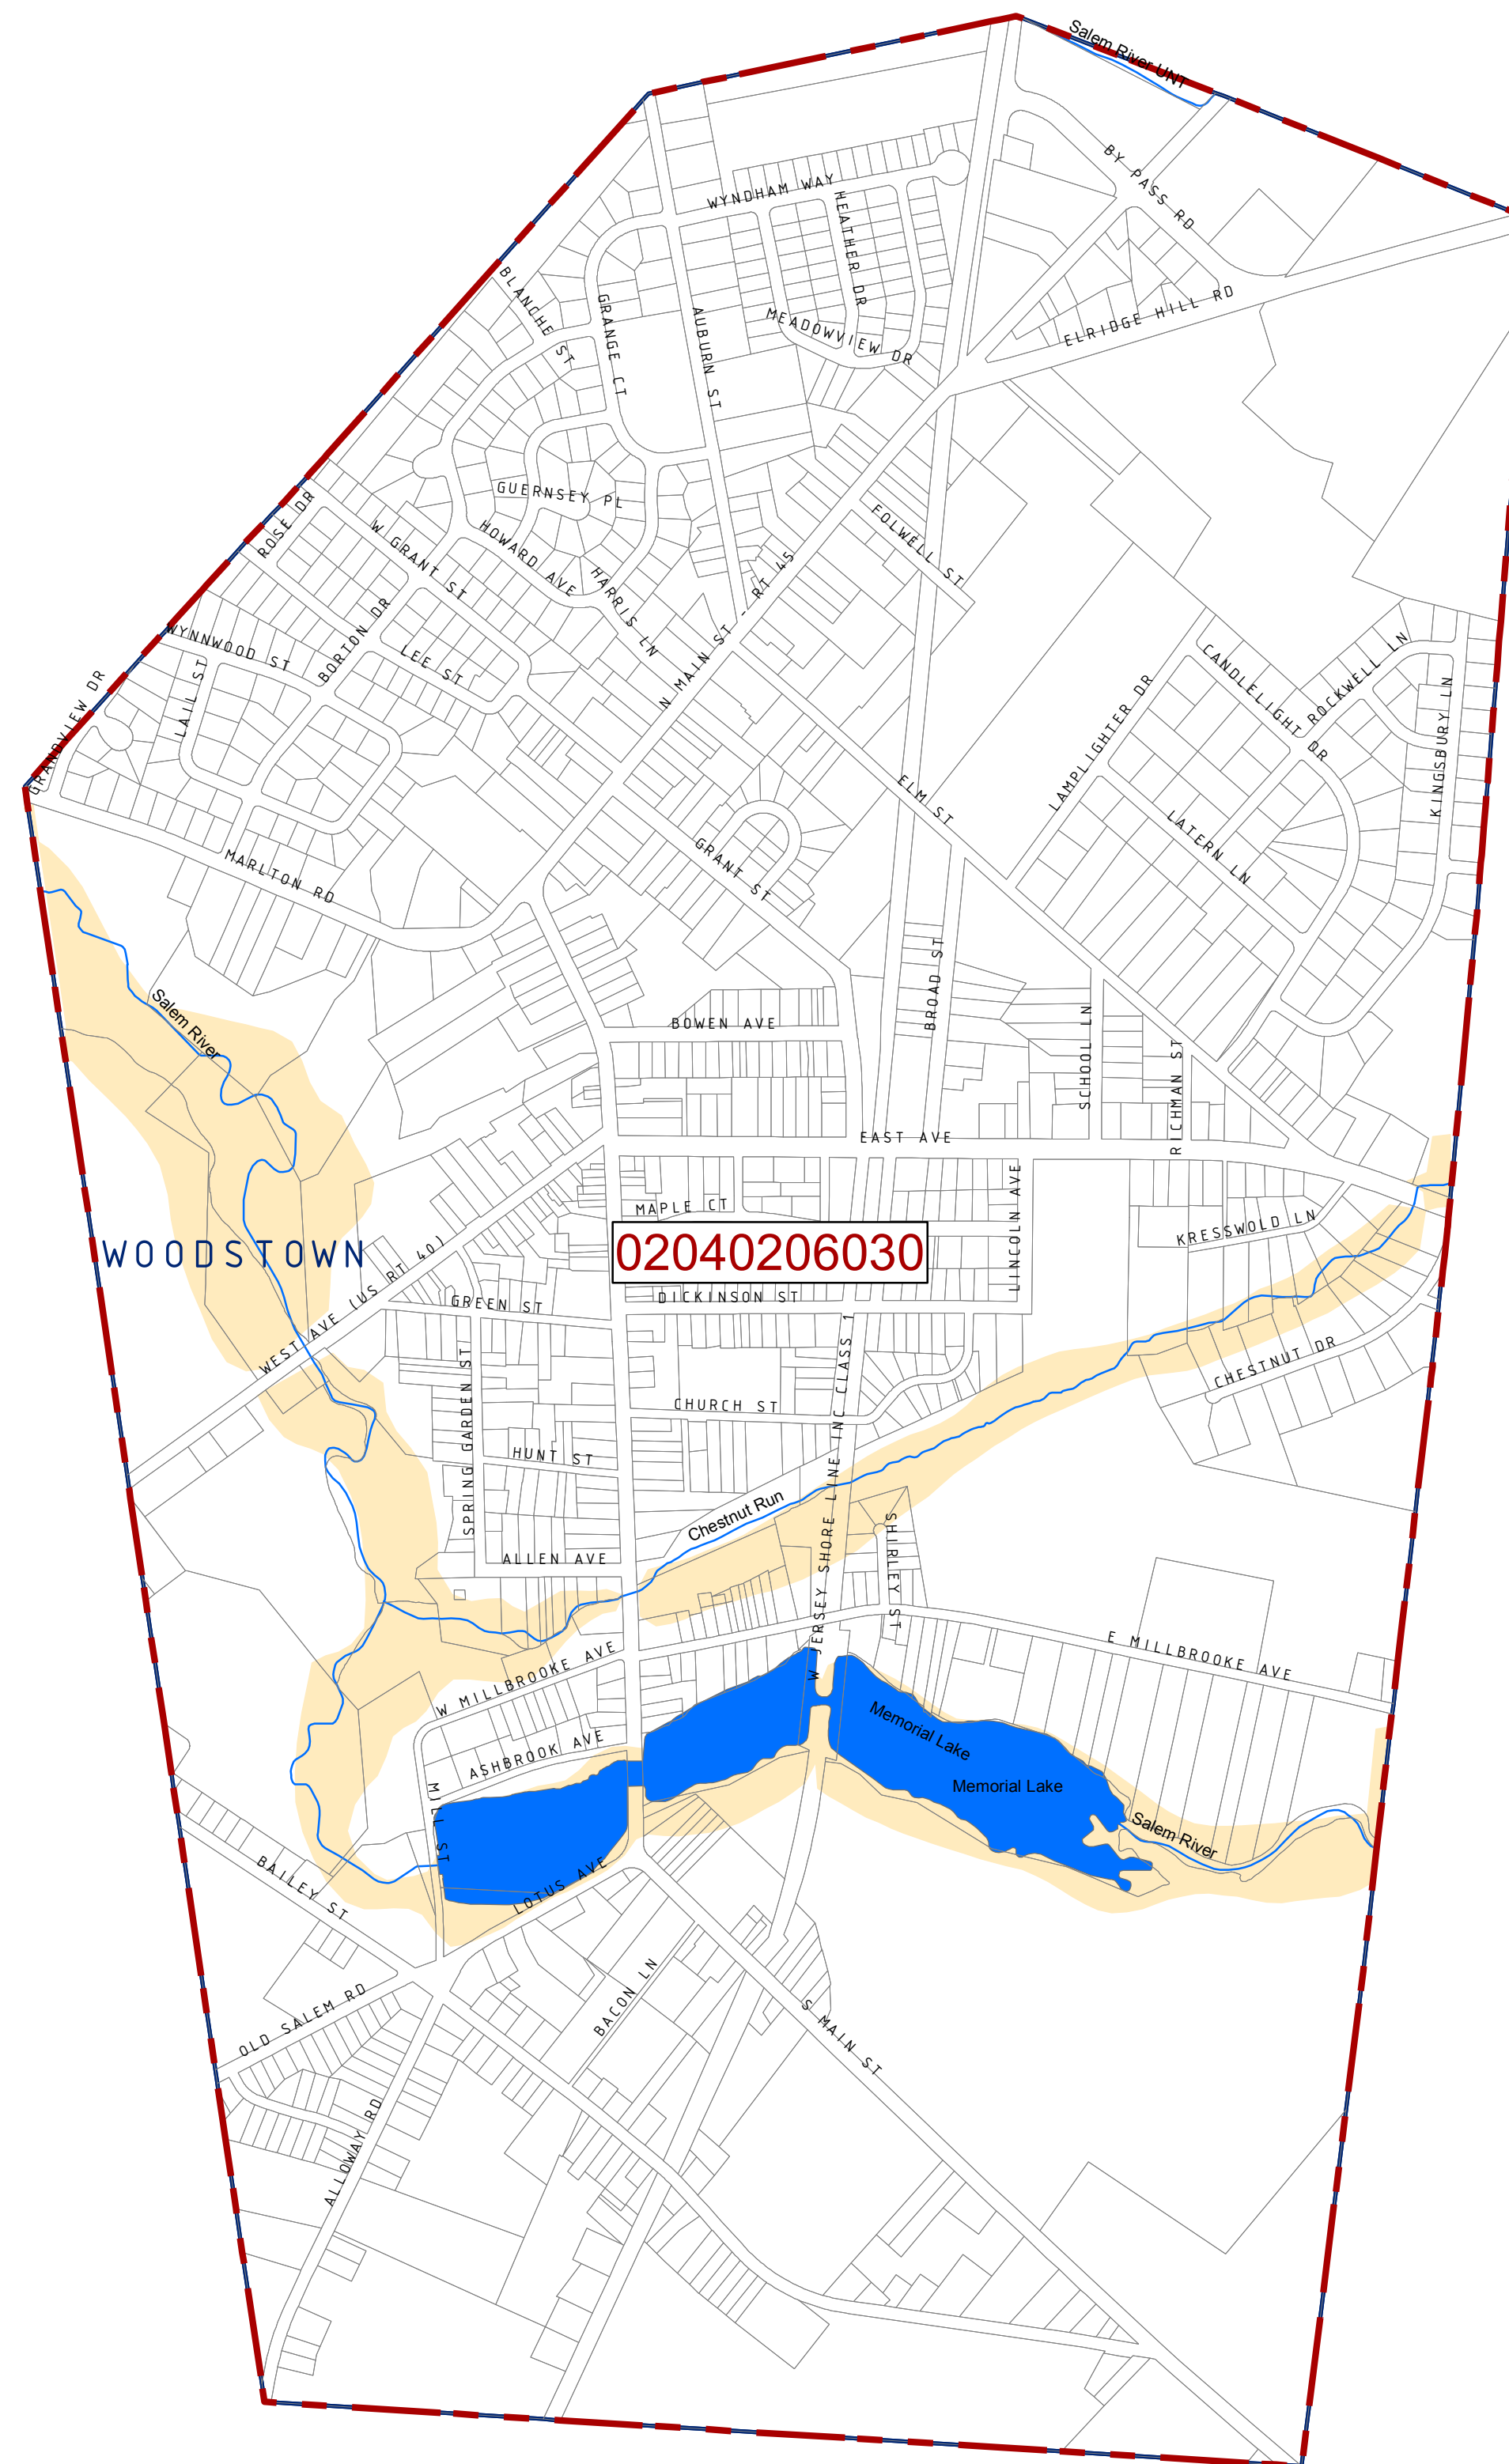 Salem River UNT
BY PASS RD
WYNDHAM WAY
HEATHER DR
BLANCHE ST
GRANGE CT
AUBURN ST
MEADOWVIEW DR
ELRIDGE HILL RD
GUERNSEY PL
ROSE DR
W GRANT ST
HOWARD AVE
HARRIS LN
FOLWELL ST
N MAIN ST - RT 45
WYNNWOOD ST
BORTON DR
LEE ST
LAIL ST
GRANDVIEW DR
CANDLELIGHT DR
ROCKWELL LN
LAMPLIGHTER DR
KINGSBURY LN
ELM ST
LATERN LN
GRANT ST
MARLTON RD
BROAD ST
Salem River
BOWEN AVE
SCHOOL LN
RICHMAN ST
EAST AVE
LINCOLN AVE
MAPLE CT
KRESSWOLD LN
WOODSTOWN
02040206030
WEST AVE (US RT 40)
GREEN ST
DICKINSON ST
CHESTNUT DR
SPRING GARDEN ST
CHURCH ST
HUNT ST
W JERSEY SHORE LINE INC CLASS 1
Chestnut Run
SHIRLEY ST
ALLEN AVE
E MILLBROOKE AVE
W MILLBROOKE AVE
ASHBROOK AVE
Memorial Lake
Memorial Lake
MILL ST
Salem River
LOTUS AVE
BAILEY ST
BACON LN
OLD SALEM RD
S MAIN ST
ALLOWAY RD